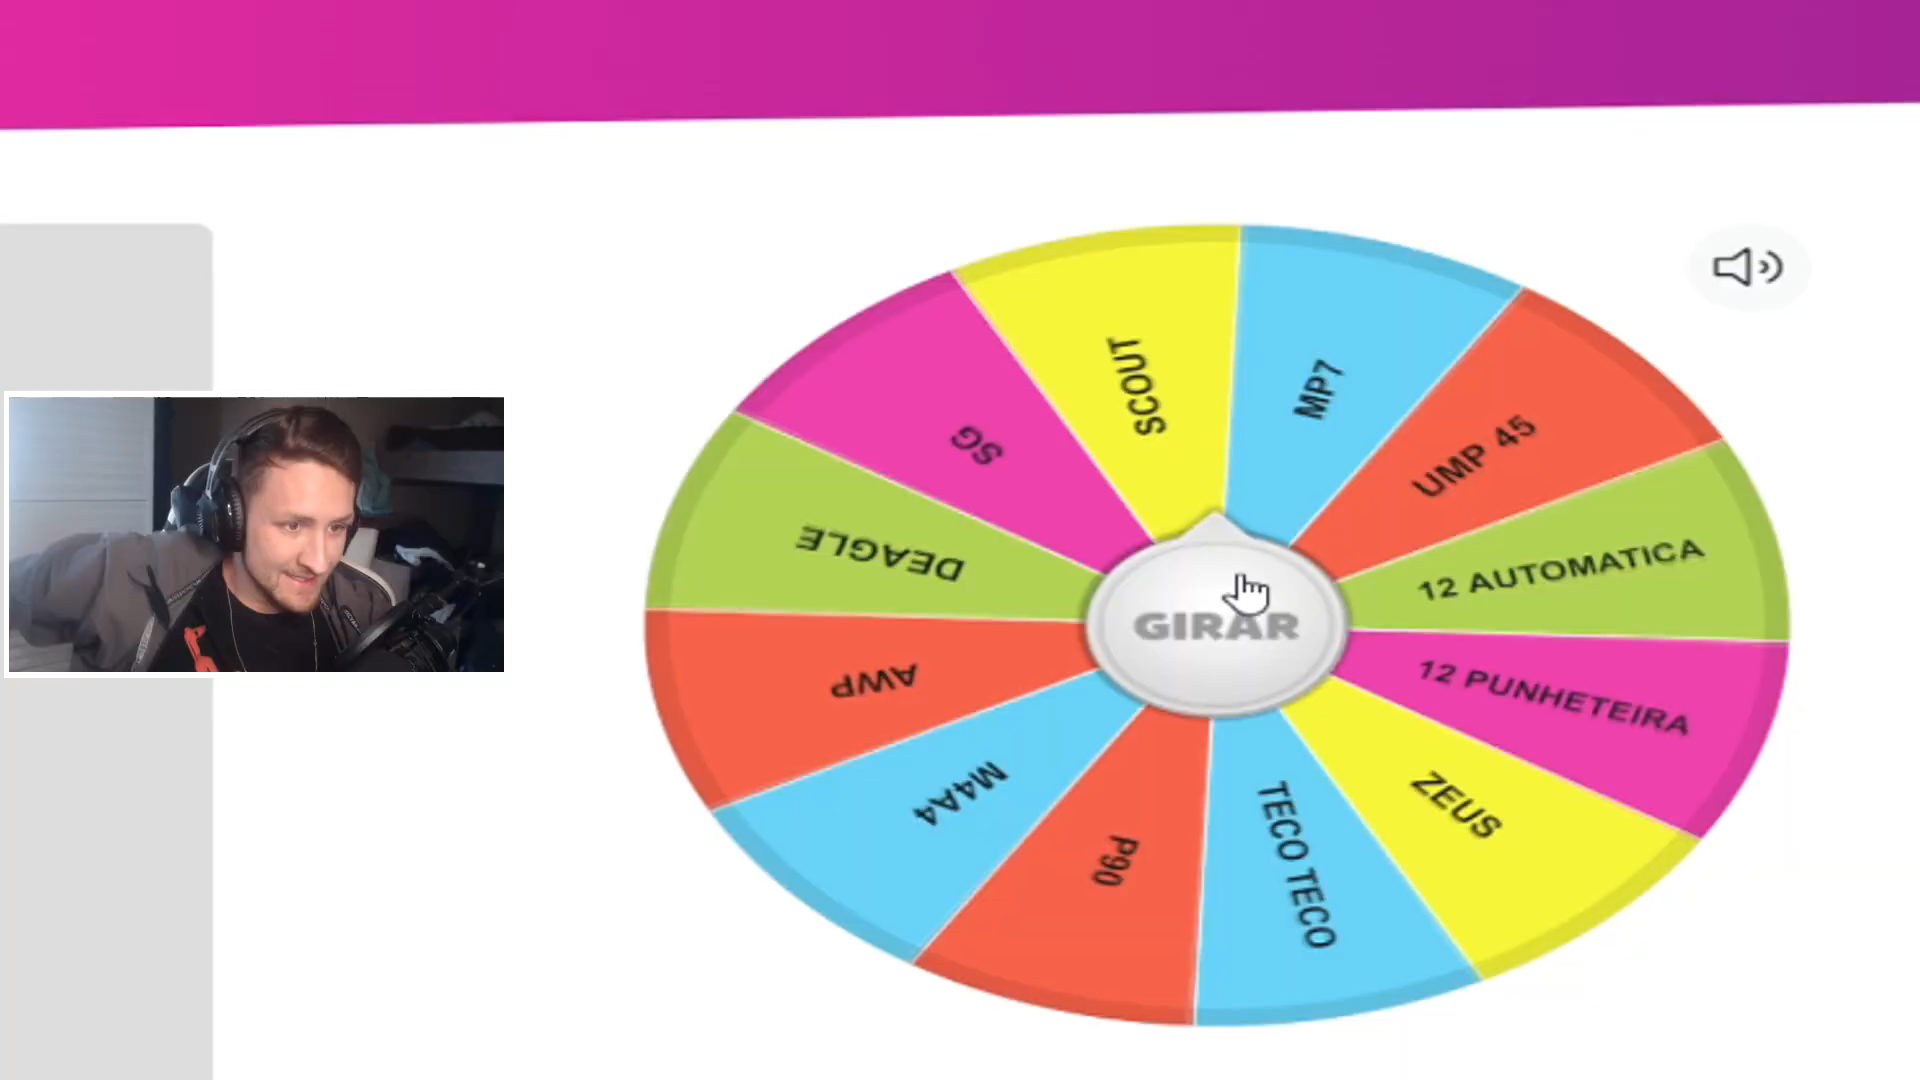 SCOUT
MP7
UMP 45
12 AUTOMATICA
12 PUNHETEIRA
ZEUS
TECO TECO
P90
M4A4
AWP
DEAGLE
SG
GIRAR